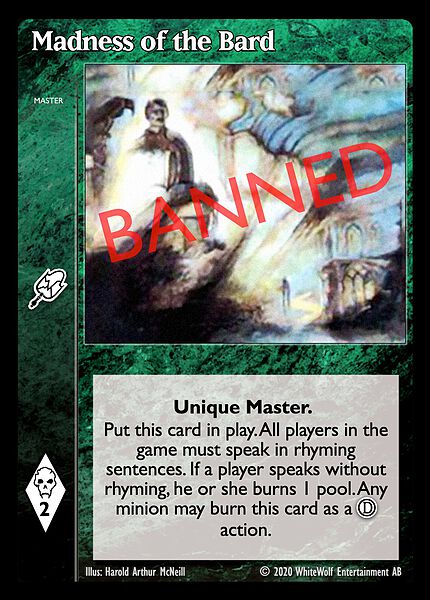 Madness of the Bard
MASTER
BANNED
Unique Master.
Put this card in play. All players in the
game must speak in rhyming
sentences. If a player speaks without
rhyming, he or she burns 1 pool. Any
minion may burn this card as a Ⓓ
action.
2
Illus: Harold Arthur McNeill
© 2020 WhiteWolf Entertainment AB